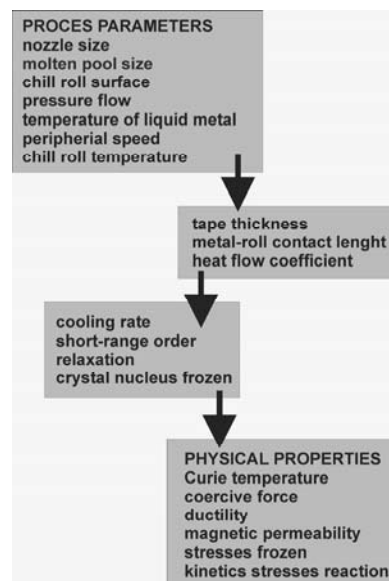 PROCES PARAMETERS
nozzle size
molten pool size
chill roll surface
pressure flow
temperature of liquid metal
peripherial speed
chill roll temperature
tape thickness
metal-roll contact lenght
heat flow coefficient
cooling rate
short-range order
relaxation
crystal nucleus frozen
PHYSICAL PROPERTIES
Curie temperature
coercive force
ductility
magnetic permeability
stresses frozen
kinetics stresses reaction